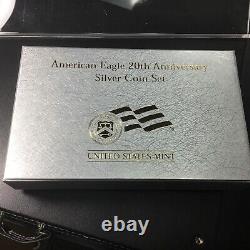 American Eagle 20th Anniversary
Silver Coin Set
UNITED STATES MINT